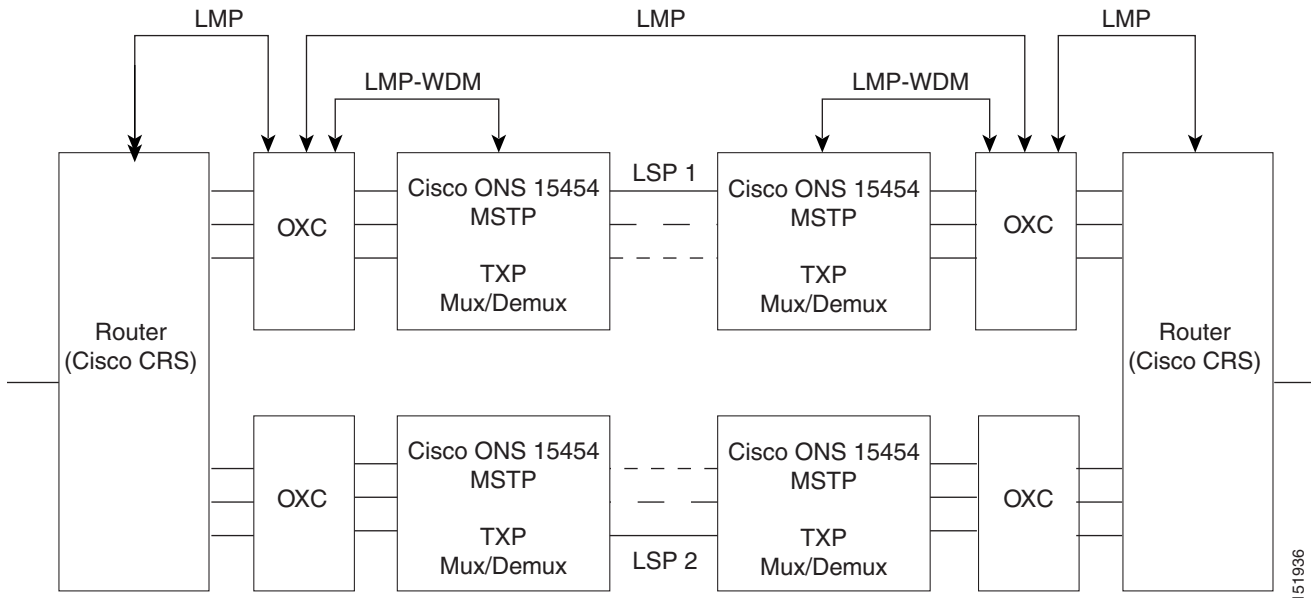 LMP
LMP
LMP
LMP-WDM
LMP-WDM
Router
(Cisco CRS)
OXC
Cisco ONS 15454
MSTP
TXP
Mux/Demux
LSP 1
Cisco ONS 15454
MSTP
TXP
Mux/Demux
OXC
Router
(Cisco CRS)
OXC
Cisco ONS 15454
MSTP
TXP
Mux/Demux
LSP 2
Cisco ONS 15454
MSTP
TXP
Mux/Demux
OXC
151936